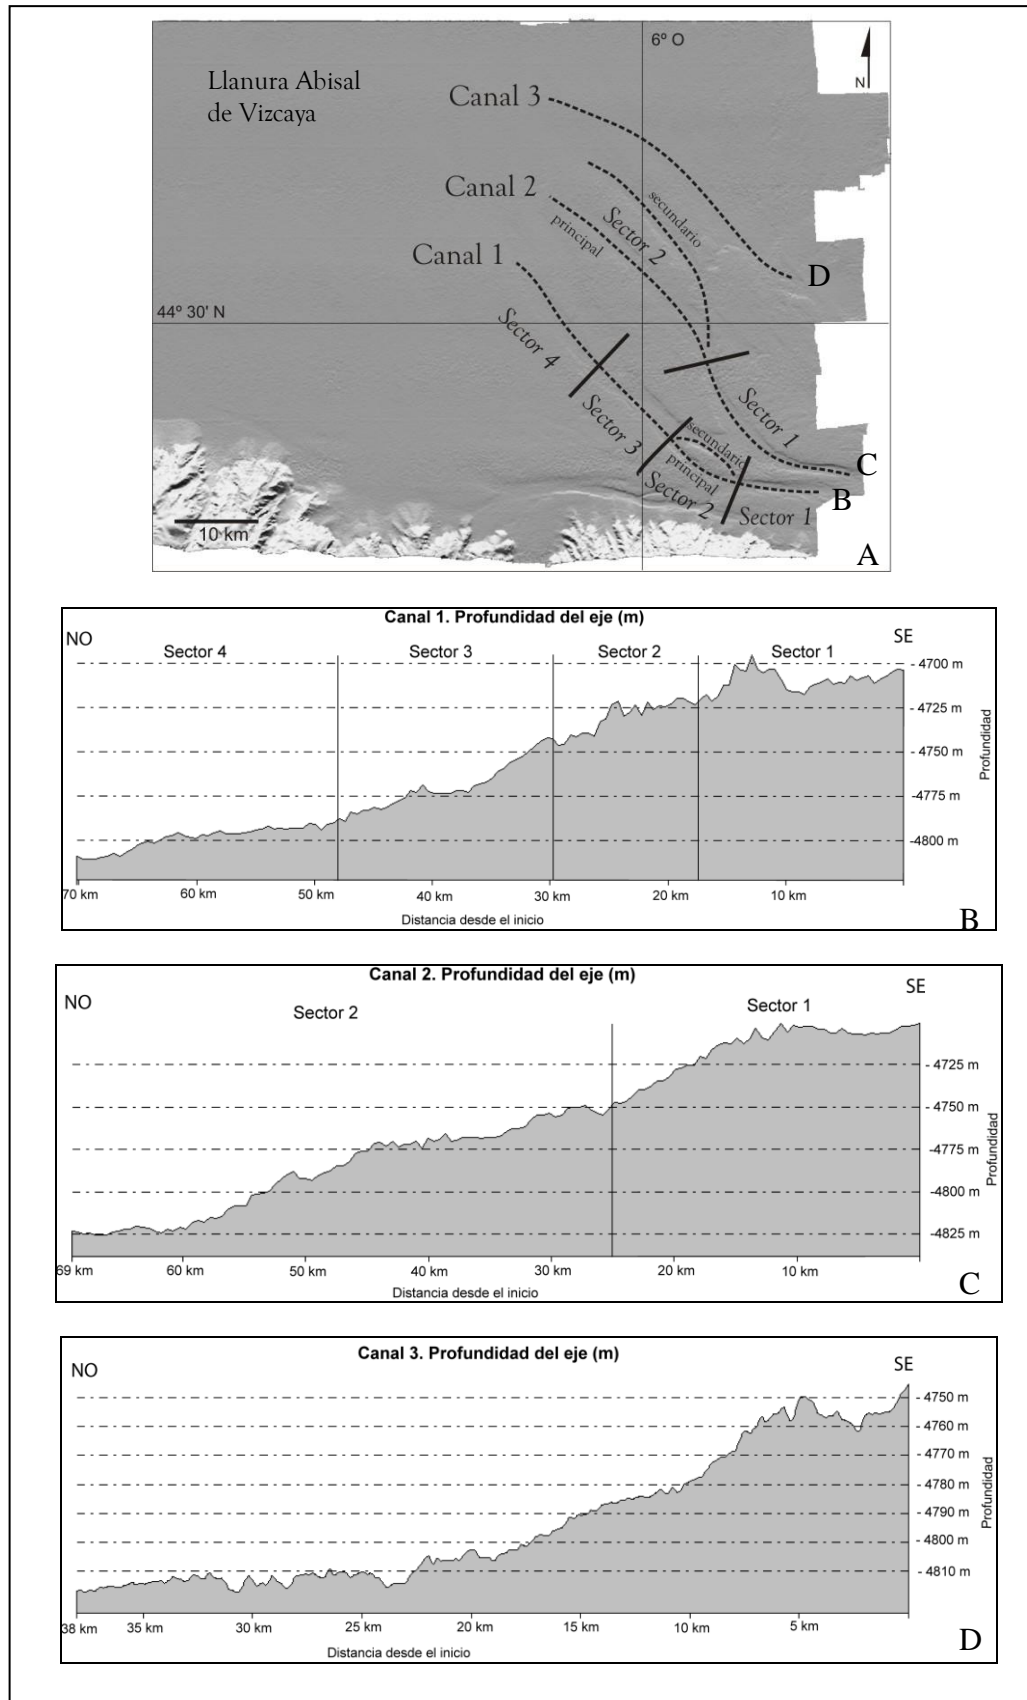 6º O
N
Llanura Abisal
de Vizcaya
Canal 3
Canal 2
secundario
Sector 2
principal
Canal 1
D
44º 30' N
Sector 4
Sector 1
Sector 3
secundario
C
principal
B
Sector 2
Sector 1
10 km
A
Canal 1. Profundidad del eje (m)
NO
SE
Sector 4
Sector 3
Sector 2
Sector 1
- 4700 m
- 4725 m
- 4750 m
- 4775 m
-4800 m
Profundidad
70 km
60 km
50 km
40 km
30 km
20 km
10 km
Distancia desde el inicio
B
Canal 2. Profundidad del eje (m)
NO
SE
Sector 2
Sector 1
- 4725 m
- 4750 m
- 4775 m
- 4800 m
-4825 m
Profundidad
69 km
60 km
50 km
40 km
30 km
20 km
10 km
Distancia desde el inicio
C
Canal 3. Profundidad del eje (m)
NO
SE
- 4750 m
- 4760 m
- 4770 m
- 4780 m
- 4790 m
- 4800 m
- 4810 m
Profundidad
38 km
35 km
30 km
25 km
20 km
15 km
10 km
5 km
Distancia desde el inicio
D